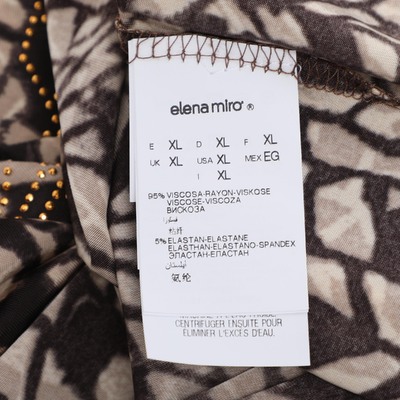 elena miro ®
E XL D XL F XL
UK XL USA XL MEX EG
I XL
95% VISCOSA-RAYON-VISKOSE
VISCOSE-VISCOZA
ВИСКОЗА
5% ELASTAN-ELASTANE
ELASTHAN-ELASTANO-SPANDEX
ЭЛАСТАН-ЕЛАСТАН
氨纶
CENTRIFUGER ENSUITE POUR
ÉLIMINER L'EXCÈS D'EAU.